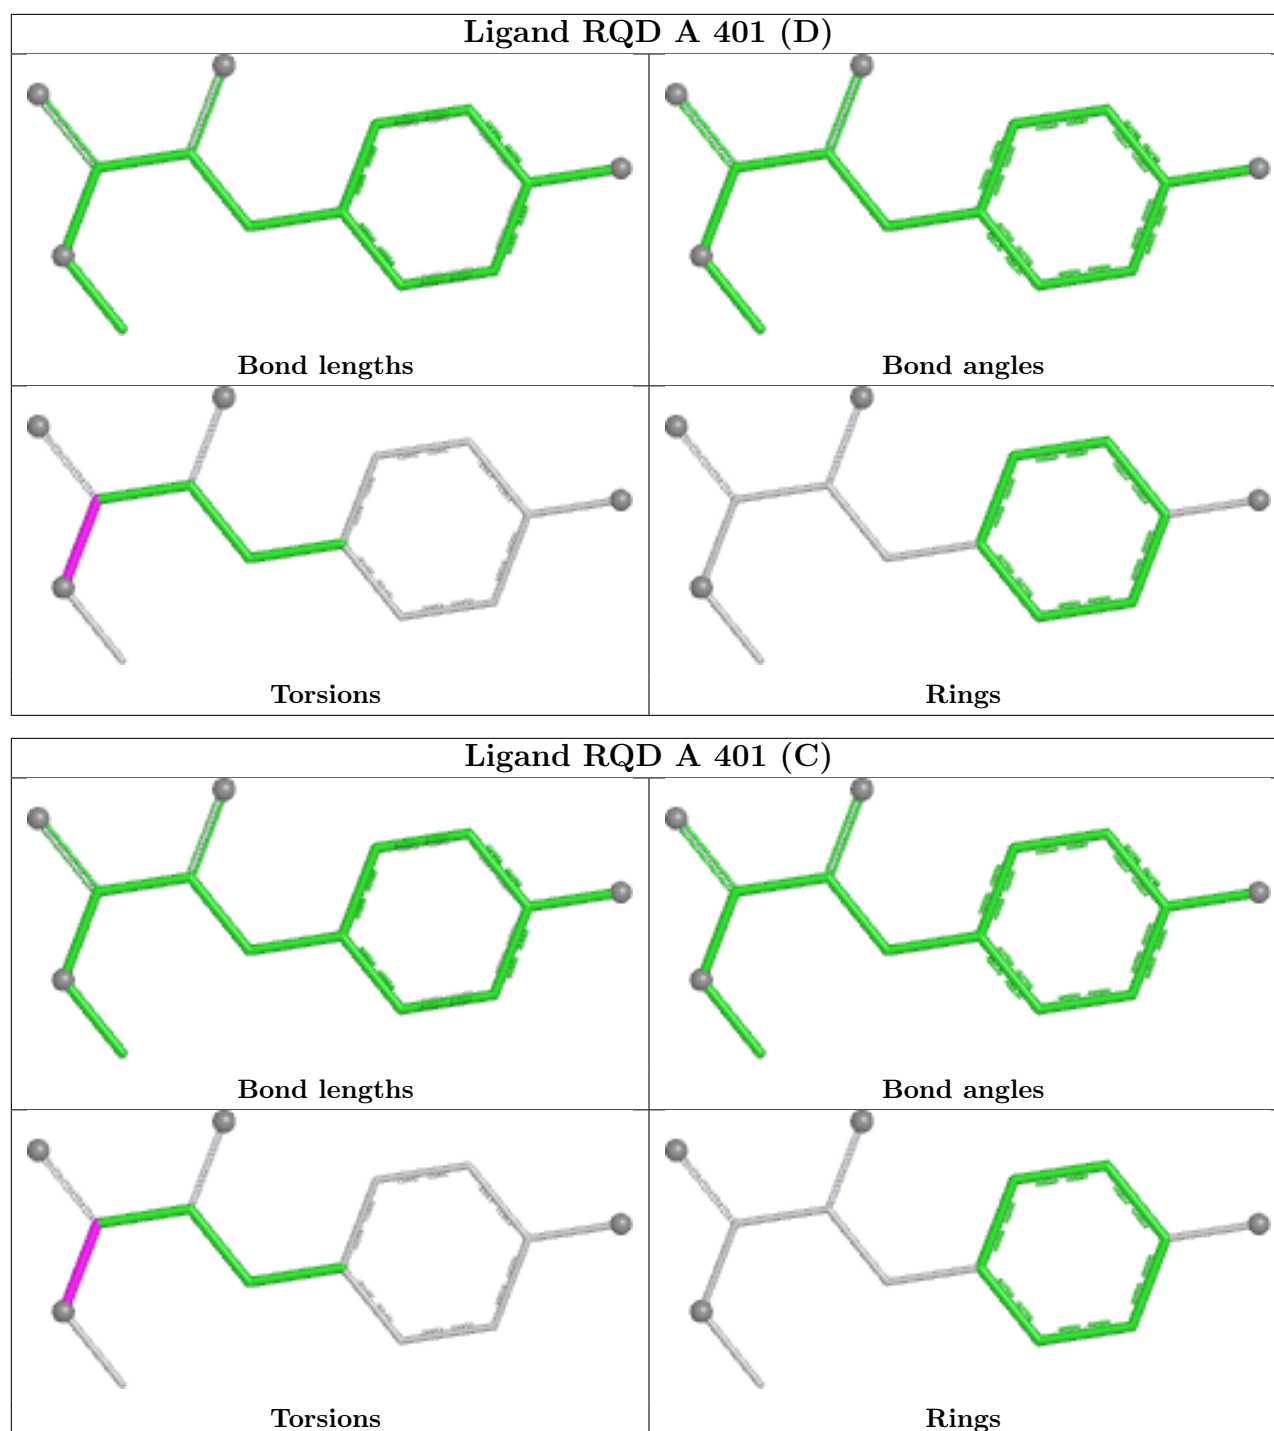 Ligand RQD A 401 (D)
Bond lengths
Bond angles
Torsions
Rings
Ligand RQD A 401 (C)
Bond lengths
Bond angles
Torsions
Rings